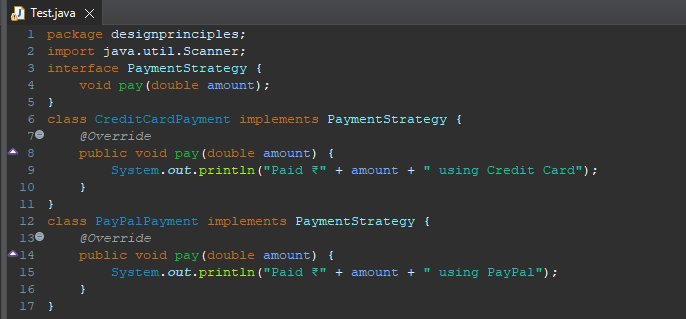 Test.java
1 package designprinciples;
2 import java.util.Scanner;
3 interface PaymentStrategy {
4     void pay(double amount);
5 }
6 class CreditCardPayment implements PaymentStrategy {
7     @Override
8     public void pay(double amount) {
9         System.out.println("Paid ₹" + amount + " using Credit Card");
10     }
11 }
12 class PayPalPayment implements PaymentStrategy {
13     @Override
14     public void pay(double amount) {
15         System.out.println("Paid ₹" + amount + " using PayPal");
16     }
17 }